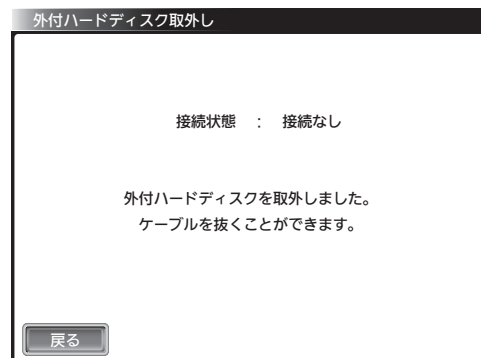 外付ハードディスク取外し
接続状態 : 接続なし
外付ハードディスクを取外しました。
ケーブルを抜くことができます。
戻る